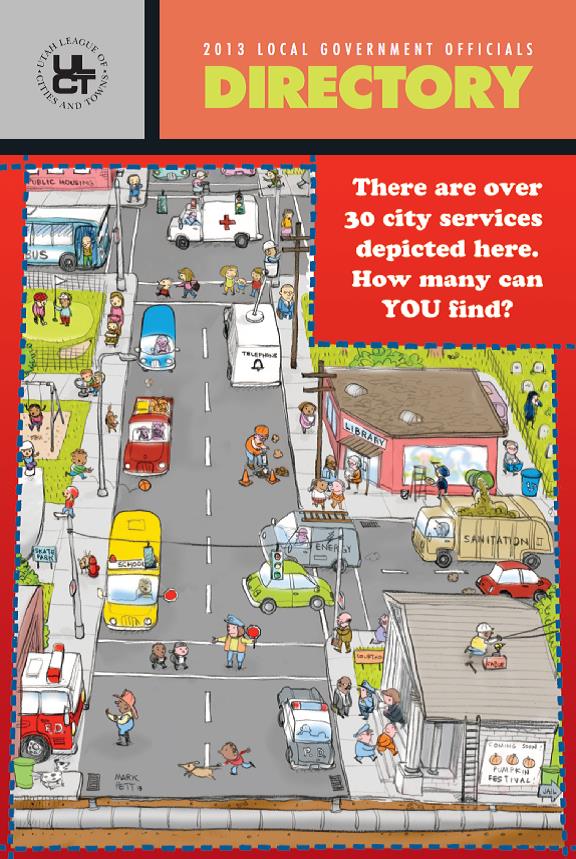 UTAH LEAGUE OF
UL
CT
CITIES AND TOWNS
2013 LOCAL GOVERNMENT OFFICIALS
DIRECTORY
There are over
30 city services
depicted here.
How many can
YOU find?
PUBLIC HOUSING
BUS
TELEPHONE
LIBRARY
SANITATION
ENERGY
SCHOOL
SKATE
PARK
F.D.
P.D.
COMING SOON!
PUMPKIN
FESTIVAL!
JAIL
MARK
PETT